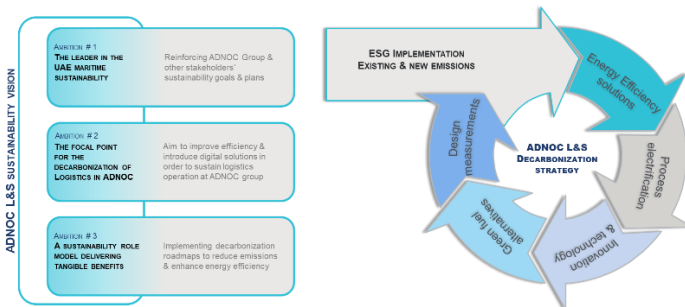 ADNOC L&S SUSTAINABILITY VISION
AMBITION # 1
THE LEADER IN THE
UAE MARITIME
SUSTAINABILITY
Reinforcing ADNOC Group &
other stakeholders'
sustainability goals & plans
AMBITION # 2
THE FOCAL POINT
FOR THE
DECARBONIZATION OF
LOGISTICS IN ADNOC
Aim to improve efficiency &
introduce digital solutions in
order to sustain logistics
operation at ADNOC group
AMBITION # 3
A SUSTAINABILITY ROLE
MODEL DELIVERING
TANGIBLE BENEFITS
Implementing decarbonization
roadmaps to reduce emissions
& enhance energy efficiency
ESG IMPLEMENTATION
EXISTING & NEW EMISSIONS
Energy Efficiency
solutions
Process
electrification
Innovation
& technology
Green fuel
alternatives
Design
measurements
ADNOC L&S
DECARBONIZATION
STRATEGY